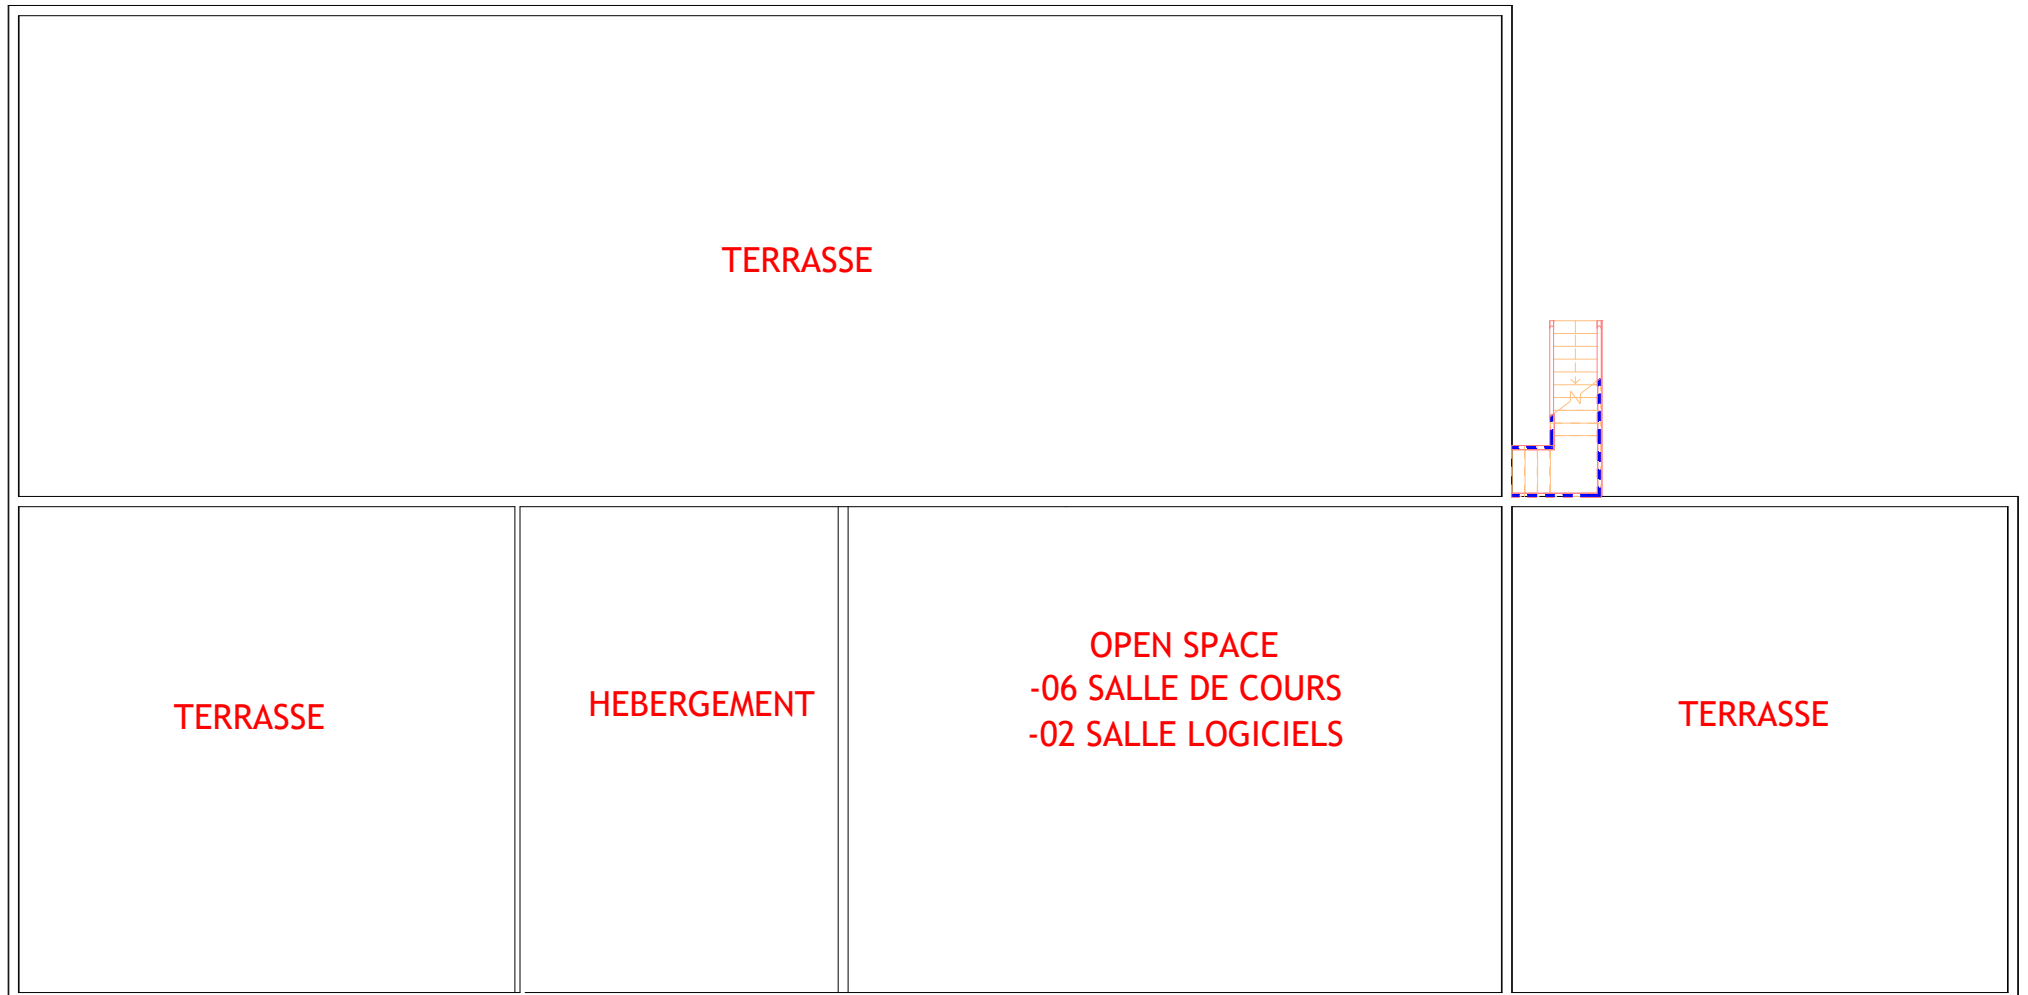 TERRASSE
TERRASSE
HEBERGEMENT
OPEN SPACE
-06 SALLE DE COURS
-02 SALLE LOGICIELS
TERRASSE